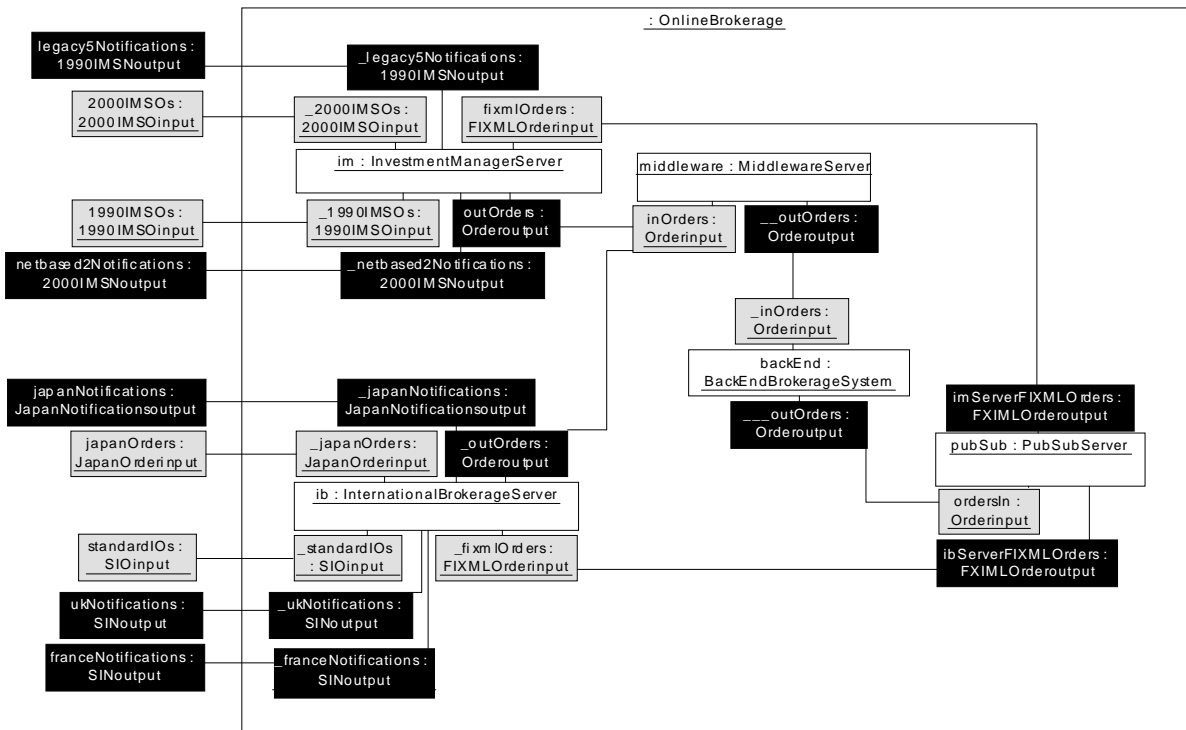 : OnlineBrokerage
legacy5Notifications :
1990IMSNoutput
_legacy5Notifications :
1990IMSNoutput
2000IMSOs :
2000IMSOinput
_2000IMSOs :
2000IMSOinput
fixmlOrders :
FIXMLOrderinput
im : InvestmentManagerServer
middleware : MiddlewareServer
1990IMSOs :
1990IMSOinput
_1990IMSOs :
1990IMSOinput
outOrders :
Orderoutput
inOrders :
Orderinput
__outOrders :
Orderoutput
netbased2Notifications :
2000IMSNoutput
_netbased2Notifications :
2000IMSNoutput
_inOrders :
Orderinput
backEnd :
BackEndBrokerageSystem
japanNotifications :
JapanNotificationsoutput
_japanNotifications :
JapanNotificationsoutput
imServerFIXMLOrders :
FXIMLOrderoutput
___outOrders :
Orderoutput
japanOrders :
JapanOrderinput
_japanOrders :
JapanOrderinput
_outOrders :
Orderoutput
pubSub : PubSubServer
ib : InternationalBrokerageServer
ordersIn :
Orderinput
standardIOs :
SIOinput
_standardIOs
: SIOinput
_fixmlOrders :
FIXMLOrderinput
ibServerFIXMLOrders :
FXIMLOrderoutput
ukNotifications :
SINoutput
_ukNotifications :
SINoutput
franceNotifications :
SINoutput
_franceNotifications :
SINoutput